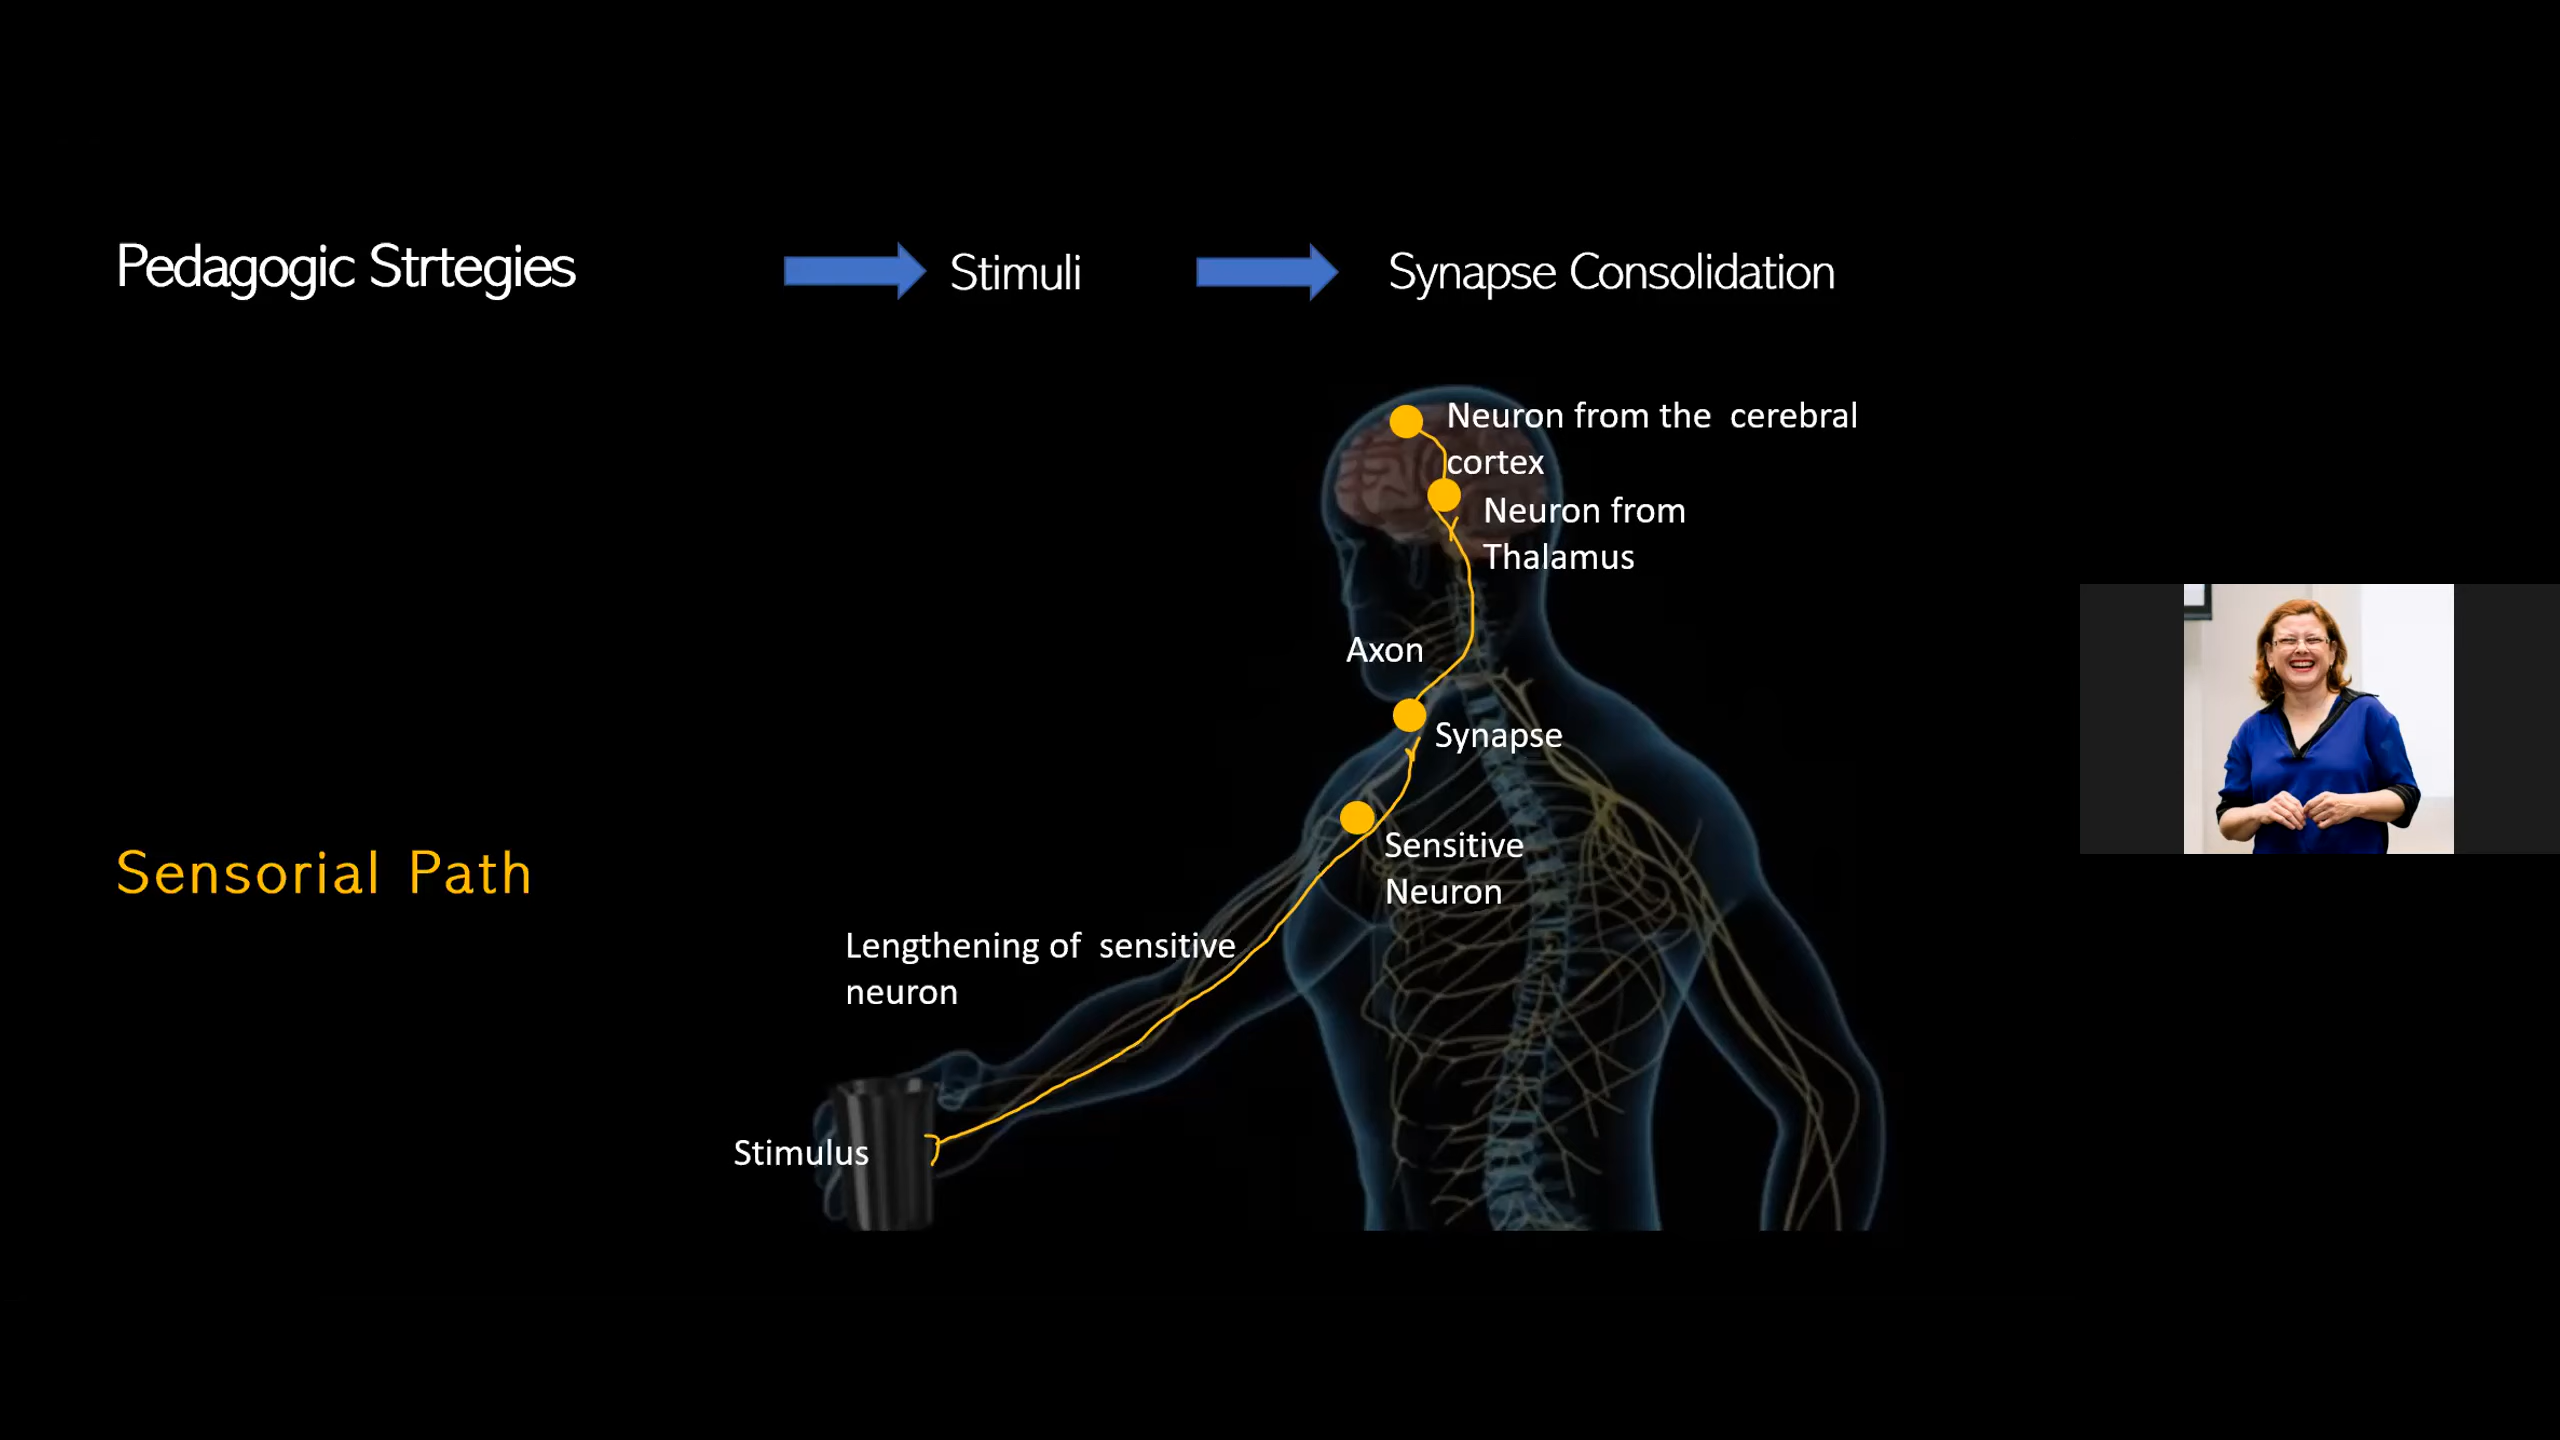 Pedagogic Strtegies
Stimuli
Synapse Consolidation
Neuron from the cerebral
cortex
Neuron from
Thalamus
Axon
Synapse
Sensitive
Neuron
Sensorial Path
Lengthening of sensitive
neuron
Stimulus